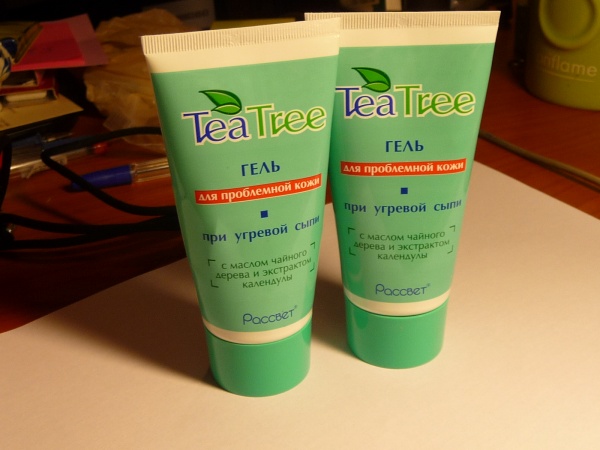 Tea Tree
ГЕЛЬ
для проблемной кожи
при угревой сыпи
с маслом чайного
дерева и экстрактом
календулы
Рассвет®
Tea Tree
ГЕЛЬ
для проблемной кожи
при угревой сыпи
с маслом чайного
дерева и экстрактом
календулы
Рассвет®
oriflame